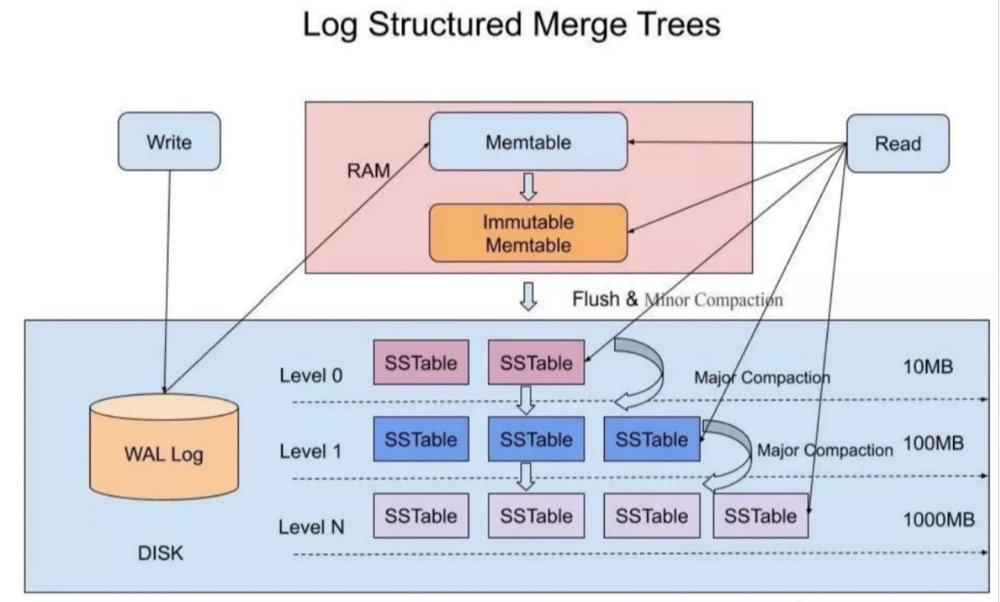 Log Structured Merge Trees
Write
Memtable
Read
RAM
Immutable
Memtable
Flush & Minor Compaction
Level 0
SSTable
SSTable
Major Compaction
10MB
WAL Log
Level 1
SSTable
SSTable
SSTable
Major Compaction
100MB
Level N
SSTable
SSTable
SSTable
SSTable
1000MB
DISK